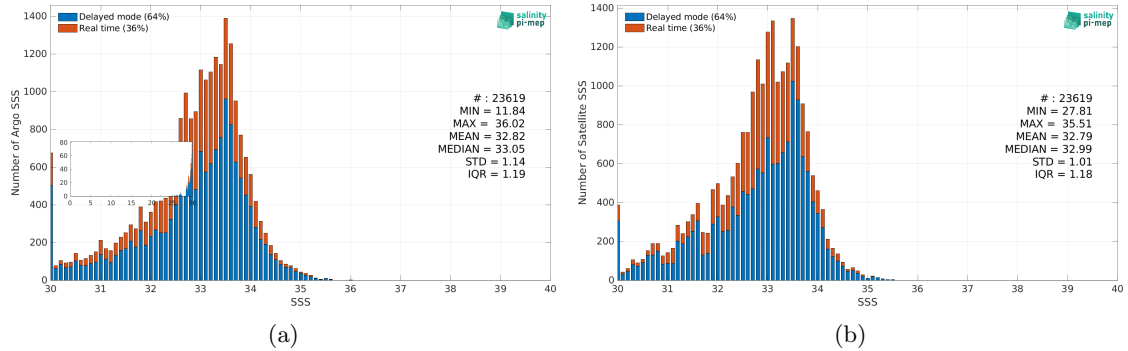 Delayed mode (64%)
Real time (36%)
salinity
pi-mep
1400
1200
1000
800
600
400
200
0
Number of Argo SSS
# : 23619
MIN = 11.84
MAX = 36.02
MEAN = 32.82
MEDIAN = 33.05
STD = 1.14
IQR = 1.19
80
60
40
20
0
0 5 10 15 20 25 30
30 31 32 33 34 35 36 37 38 39 40
SSS
(a)
Delayed mode (64%)
Real time (36%)
salinity
pi-mep
1400
1200
1000
800
600
400
200
0
Number of Satellite SSS
# : 23619
MIN = 27.81
MAX = 35.51
MEAN = 32.79
MEDIAN = 32.99
STD = 1.01
IQR = 1.18
30 31 32 33 34 35 36 37 38 39 40
SSS
(b)